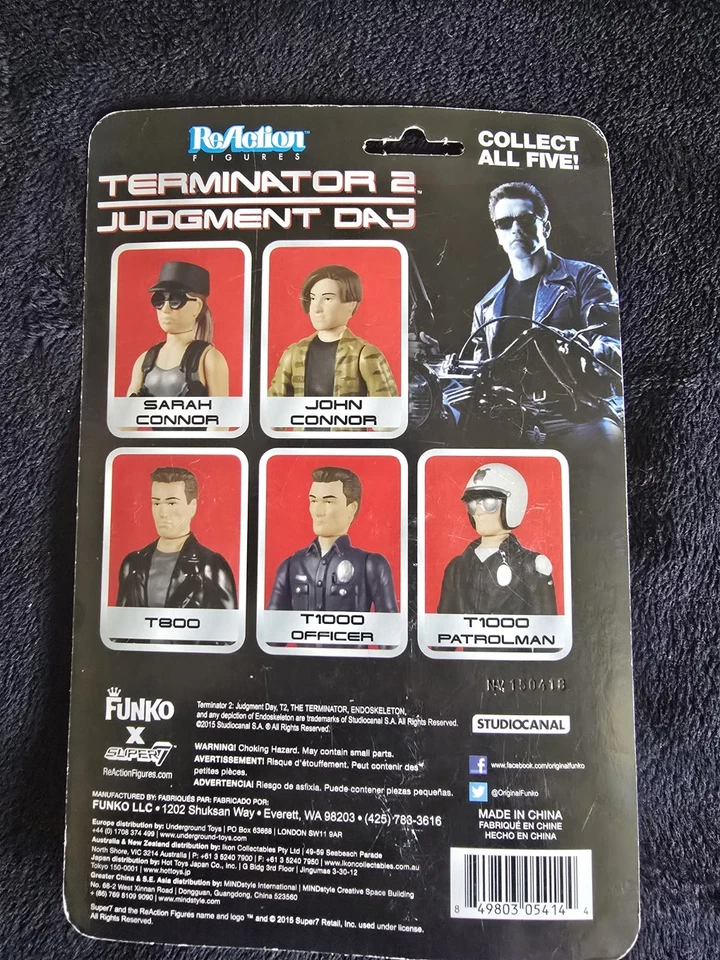 ReAction™
FIGURES
COLLECT
ALL FIVE!
TERMINATOR 2™
JUDGMENT DAY
SARAH
CONNOR
JOHN
CONNOR
T800
T1000
OFFICER
T1000
PATROLMAN
150418
FUNKO
X
SUPER7™
ReActionFigures.com
Terminator 2: Judgment Day, T2, THE TERMINATOR, ENDOSKELETON,
and any depiction of Endoskeleton are trademarks of Studiocanal S.A. All Rights Reserved.
©2015 Studiocanal S.A. ® All Rights Reserved.
STUDIOCANAL
WARNING! Choking Hazard. May contain small parts.
AVERTISSEMENT! Risque d'étouffement. Peut contenir des
petites pièces.
ADVERTENCIA! Riesgo de asfixia. Puede contener piezas pequeñas.
f www.facebook.com/originalfunko
@OriginalFunko
MANUFACTURED BY: FABRIQUÉS PAR: FABRICADO POR:
FUNKO LLC • 1202 Shuksan Way • Everett, WA 98203 • (425) 783-3616
MADE IN CHINA
FABRIQUÉ EN CHINE
HECHO EN CHINA
Europe distribution by: Underground Toys | PO Box 63668 | LONDON SW11 9AR
+44 (0) 1708 374 499 | www.underground-toys.com
Australia & New Zealand distribution by: Ikon Collectables Pty Ltd | 49-59 Seabeach Parade
North Shore, VIC 3214 Australia | P: +61 3 5240 7900 | F: +61 3 5240 7950 | www.ikoncollectables.com.au
Japan distribution by: Hot Toys Japan Co., Inc. | G Bldg 3rd Floor | Jingumae 3-30-12
Tokyo 150-0001 | www.hottoys.jp
Greater China & S.E. Asia distribution by: MINDstyle International | MINDstyle Creative Space Building
No. 68-2 West Xinnan Road | Dongguan, Guangdong, China 523560
+ (86) 769 8109 9090 | www.mindstyle.com
Super7 and the ReAction Figures name and logo ™ and © 2015 Super7 Retail, Inc. used under license.
All Rights Reserved.
8 49803 05414 4